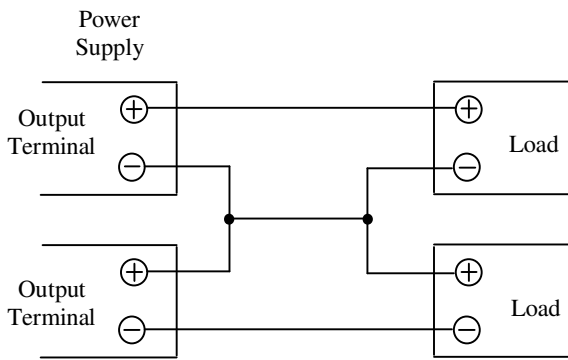 Power
Supply
Output
Terminal
+
−
+
−
Load
Output
Terminal
+
−
+
−
Load